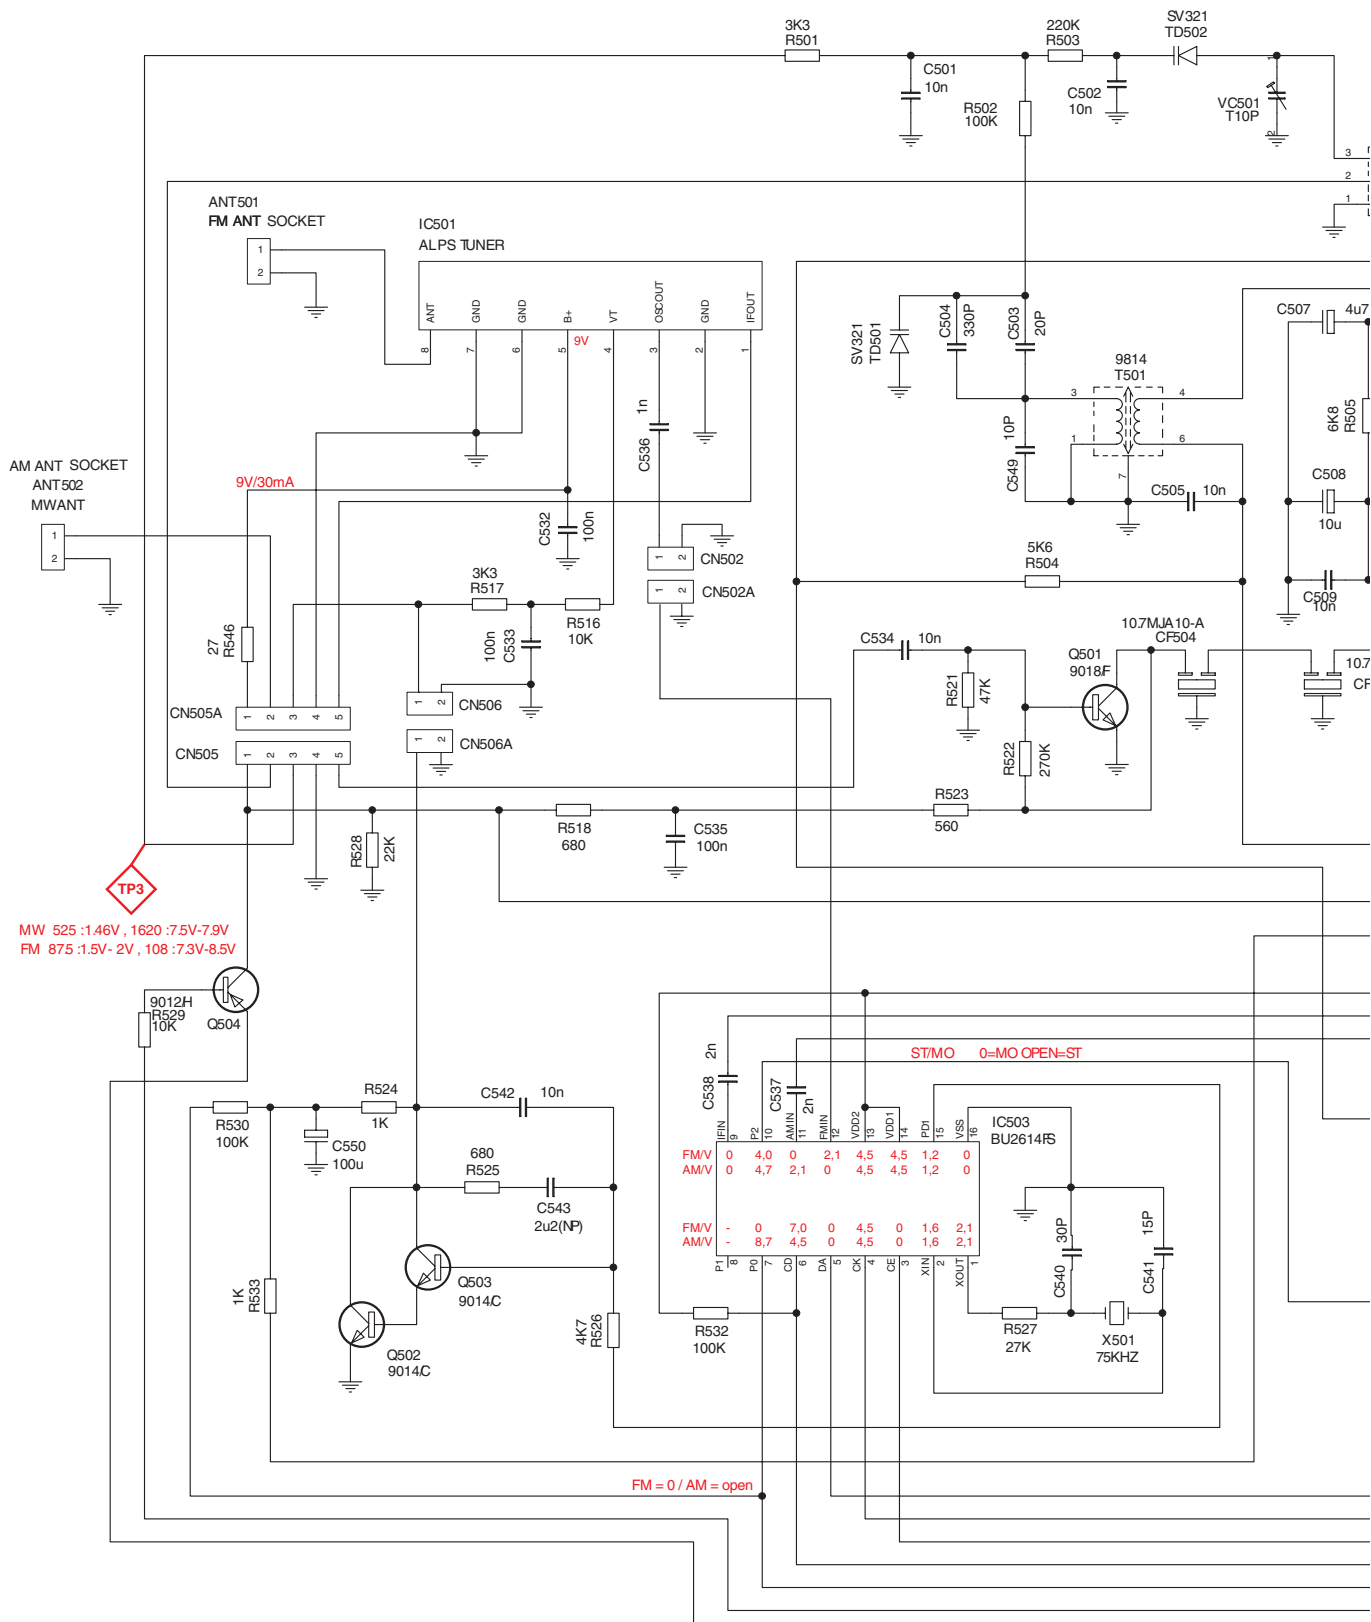 3K3
R501
220K
R503
SV321
TD502
C501
10n
C502
10n
R502
100K
VC501
T10P
1
2
3
2
1
ANT501
FM ANT SOCKET
1
2
IC501
ALPS TUNER
ANT
GND
GND
B+
VT
OSCOUT
GND
IFOUT
8
7
6
5
4
3
2
1
9V
SV321
TD501
C504
330P
C503
20P
C507
4u7
9814
T501
3
4
1
6
7
6K8
R505
1n
C536
10P
C549
C505
10n
C508
10u
AM ANT SOCKET
ANT502
MWANT
1
2
9V/30mA
C532
100n
1
2
CN502
1
2
CN502A
5K6
R504
C509
10n
3K3
R517
R516
10K
100n
C533
27
R546
C534
10n
R521
47K
Q501
9018/F
10.7MJA10-A
CF504
10.7
CF
CN505A
1 2 3 4 5
CN505
1 2 3 4 5
1
2
CN506
1
2
CN506A
R522
270K
R528
22K
R518
680
C535
100n
R523
560
TP3
MW 525 :1.46V , 1620 :7.5V-7.9V
FM 87.5 :1.5V- 2V , 108 :7.3V-8.5V
9012/H
R529
10K
Q504
ST/MO 0=MO OPEN=ST
2n
C538
C537
2n
R530
100K
R524
1K
C542
10n
C550
100u
680
R525
C543
2u2(NP)
IFIN P2 AMIN FMIN VDD2 VDD1 PD1 VSS
9 10 11 12 13 14 15 16
IC503
BU2614FS
FM/V 0 4,0 0 2,1 4,5 4,5 1,2 0
AM/V 0 4,7 2,1 0 4,5 4,5 1,2 0
FM/V - 0 7,0 0 4,5 0 1,6 2,1
AM/V - 8,7 4,5 0 4,5 0 1,6 2,1
P1 P0 CD DA CK CE XIN XOUT
8 7 6 5 4 3 2 1
30P
C540
15P
C541
1K
R533
Q503
9014/C
Q502
9014/C
4K7
R526
R532
100K
R527
27K
X501
75KHZ
FM = 0 / AM = open